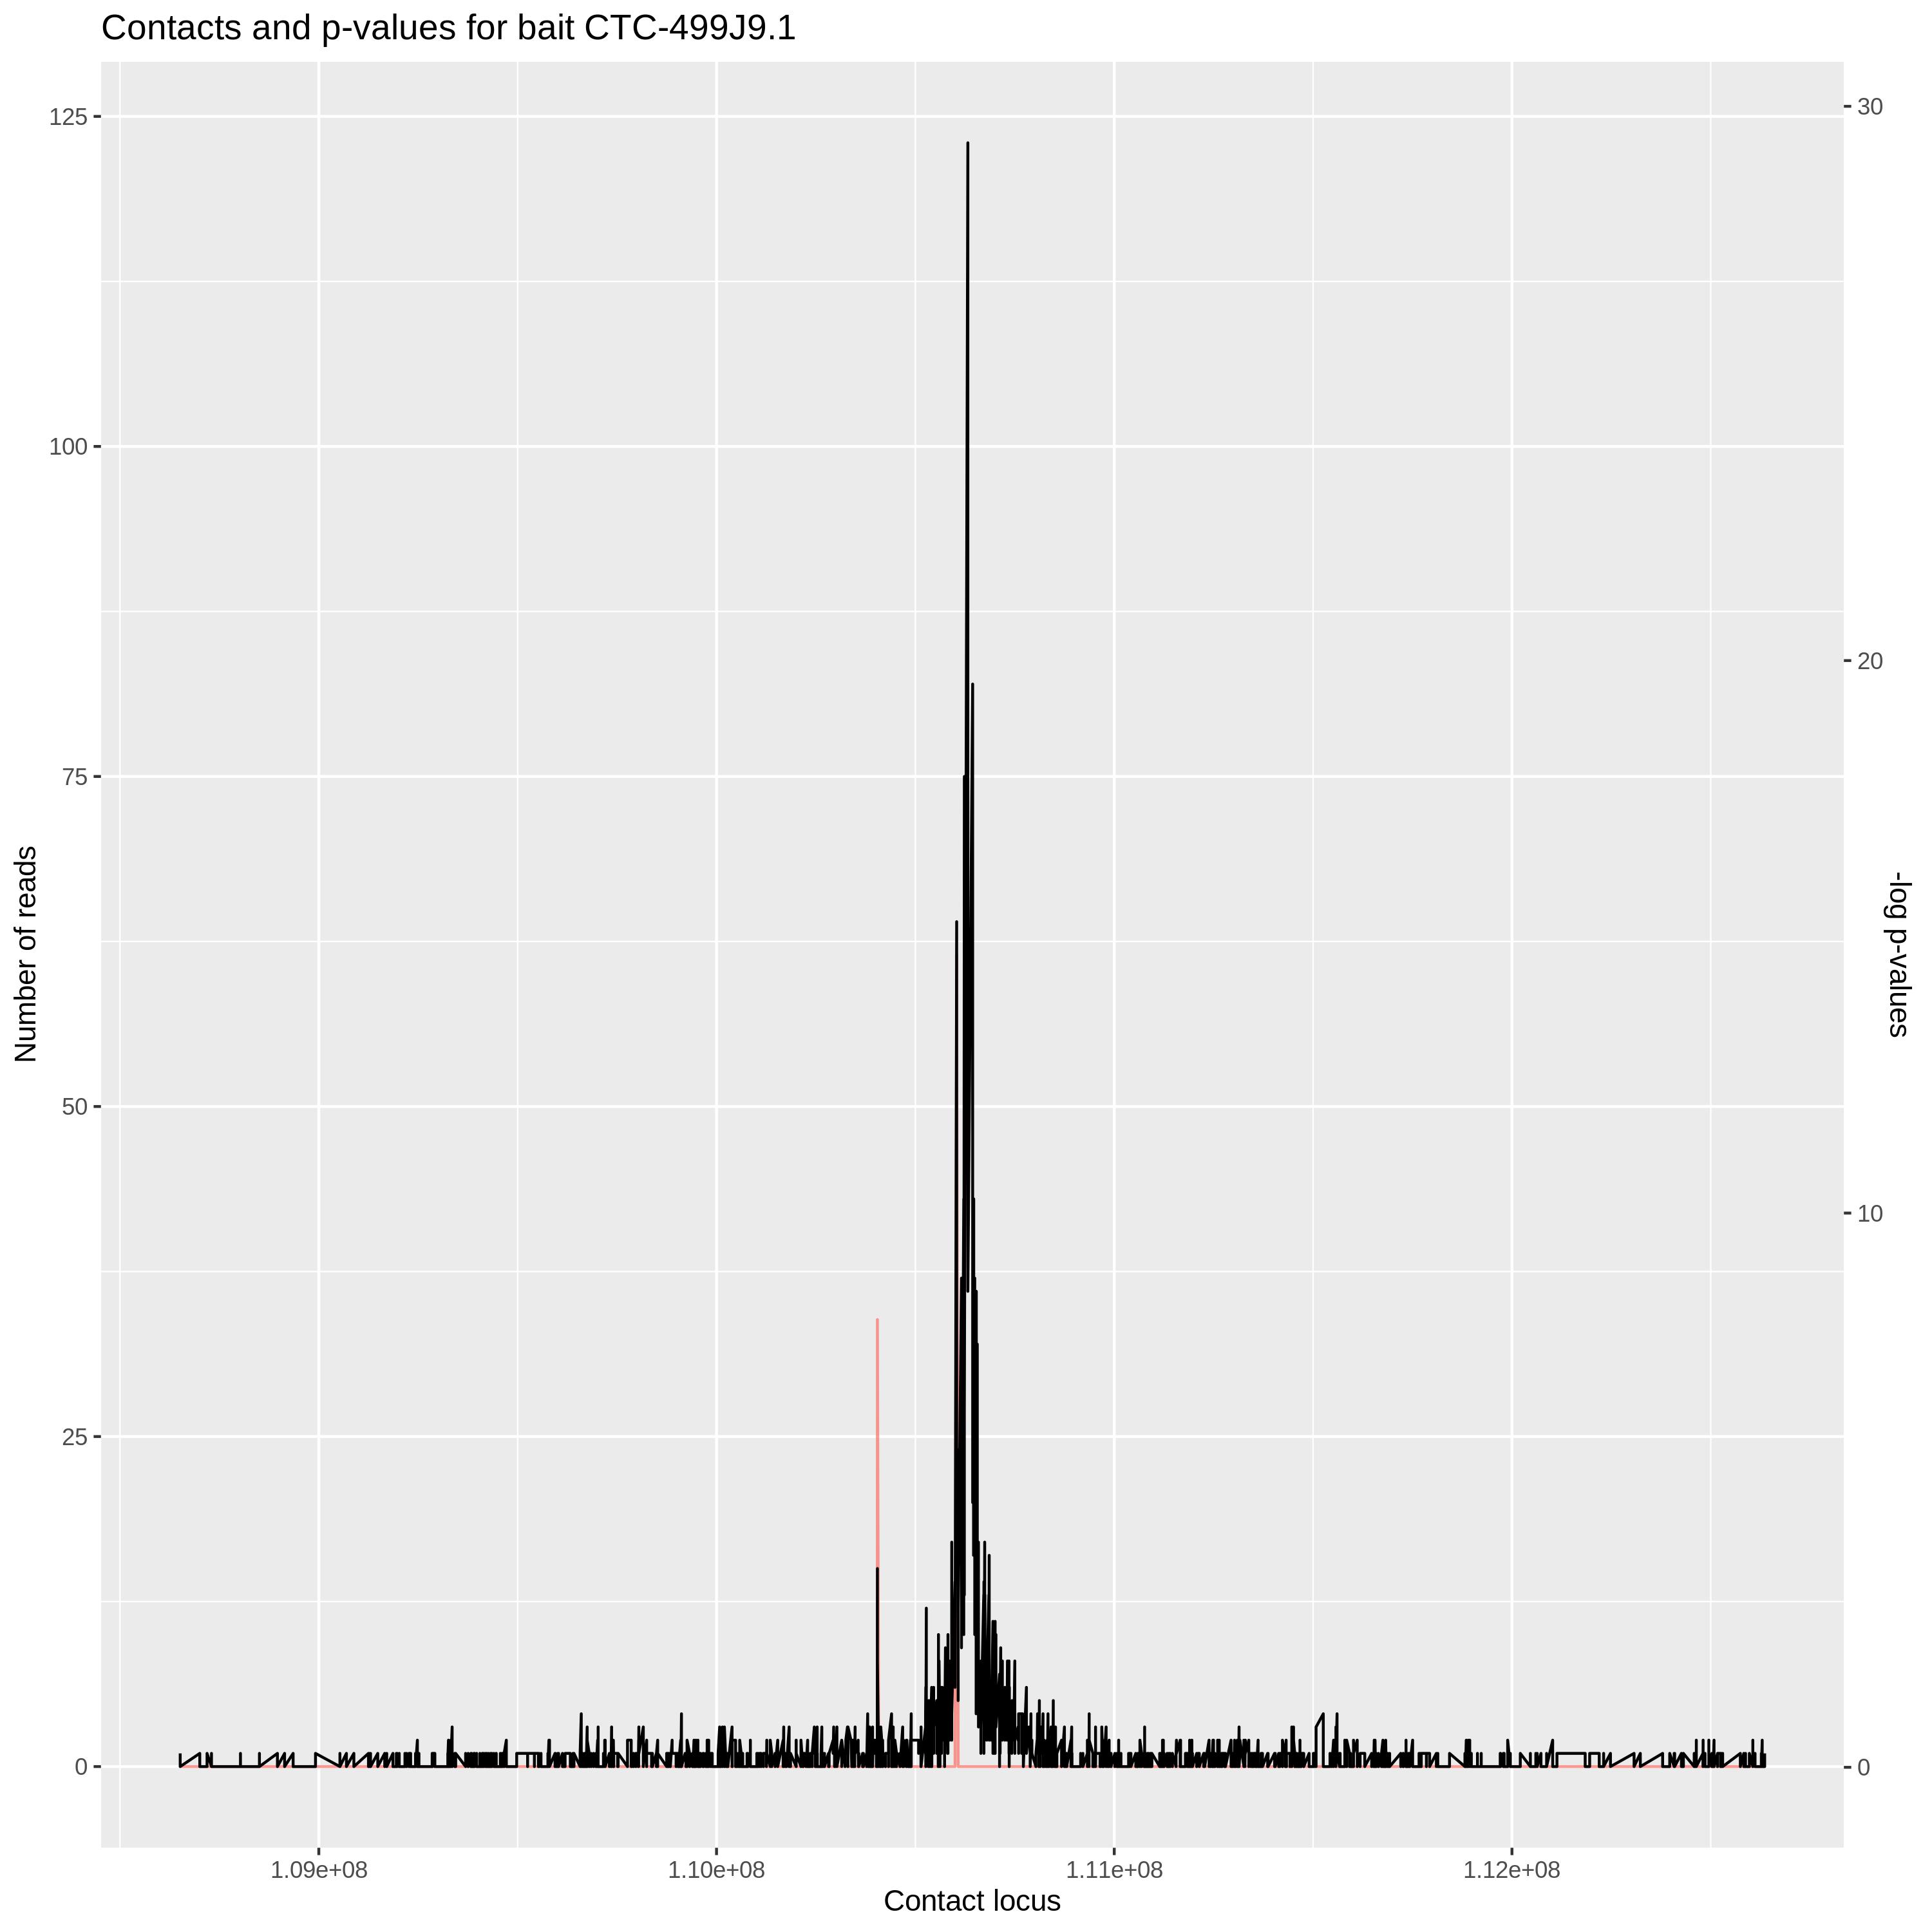 Contacts and p-values for bait CTC-499J9.1
125
100
75
50
25
0
30
20
10
0
Number of reads
-log p-values
1.09e+08
1.10e+08
1.11e+08
1.12e+08
Contact locus